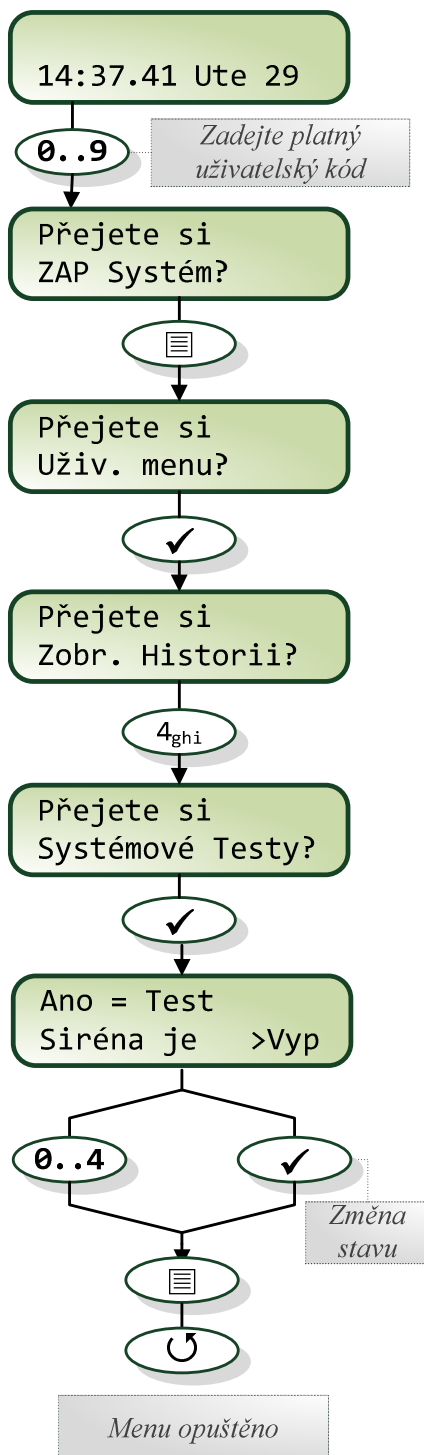 14:37.41 Ute 29
0..9
Zadejte platný
uživatelský kód
Přejete si
ZAP Systém?
Přejete si
Uživ. menu?
Přejete si
Zobr. Historii?
4ghi
Přejete si
Systémové Testy?
Ano = Test
Siréna je >Vyp
0..4
Změna
stavu
Menu opuštěno